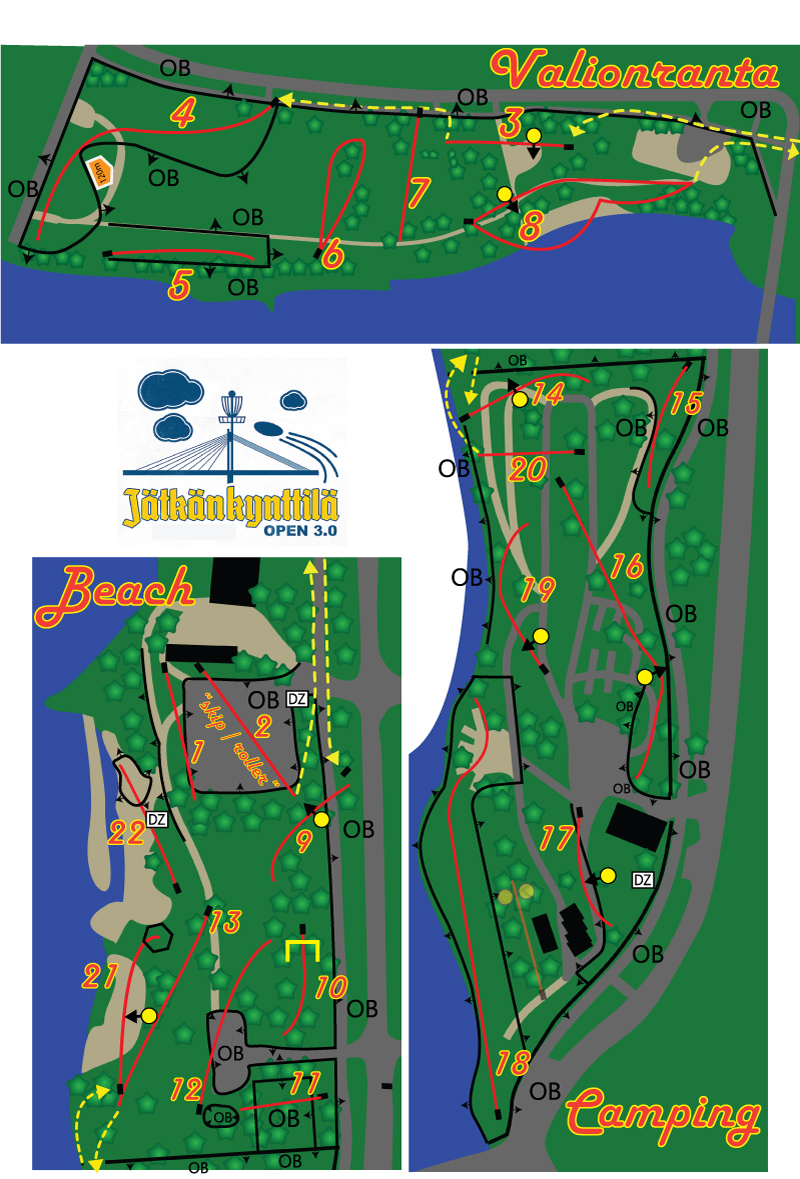 Valionranta
OB
OB
OB
4
3
120m
OB
OB
OB
7
8
6
5
OB
Jätkänkynttilä
OPEN 3.0
OB
14
15
OB
OB
20
OB
16
OB
19
OB
OB
OB
OB
17
DZ
OB
18
OB
Camping
Beach
OB
DZ
"skip / roller"
2
1
22
DZ
9
OB
13
21
10
OB
OB
12
11
OB
OB
OB
OB